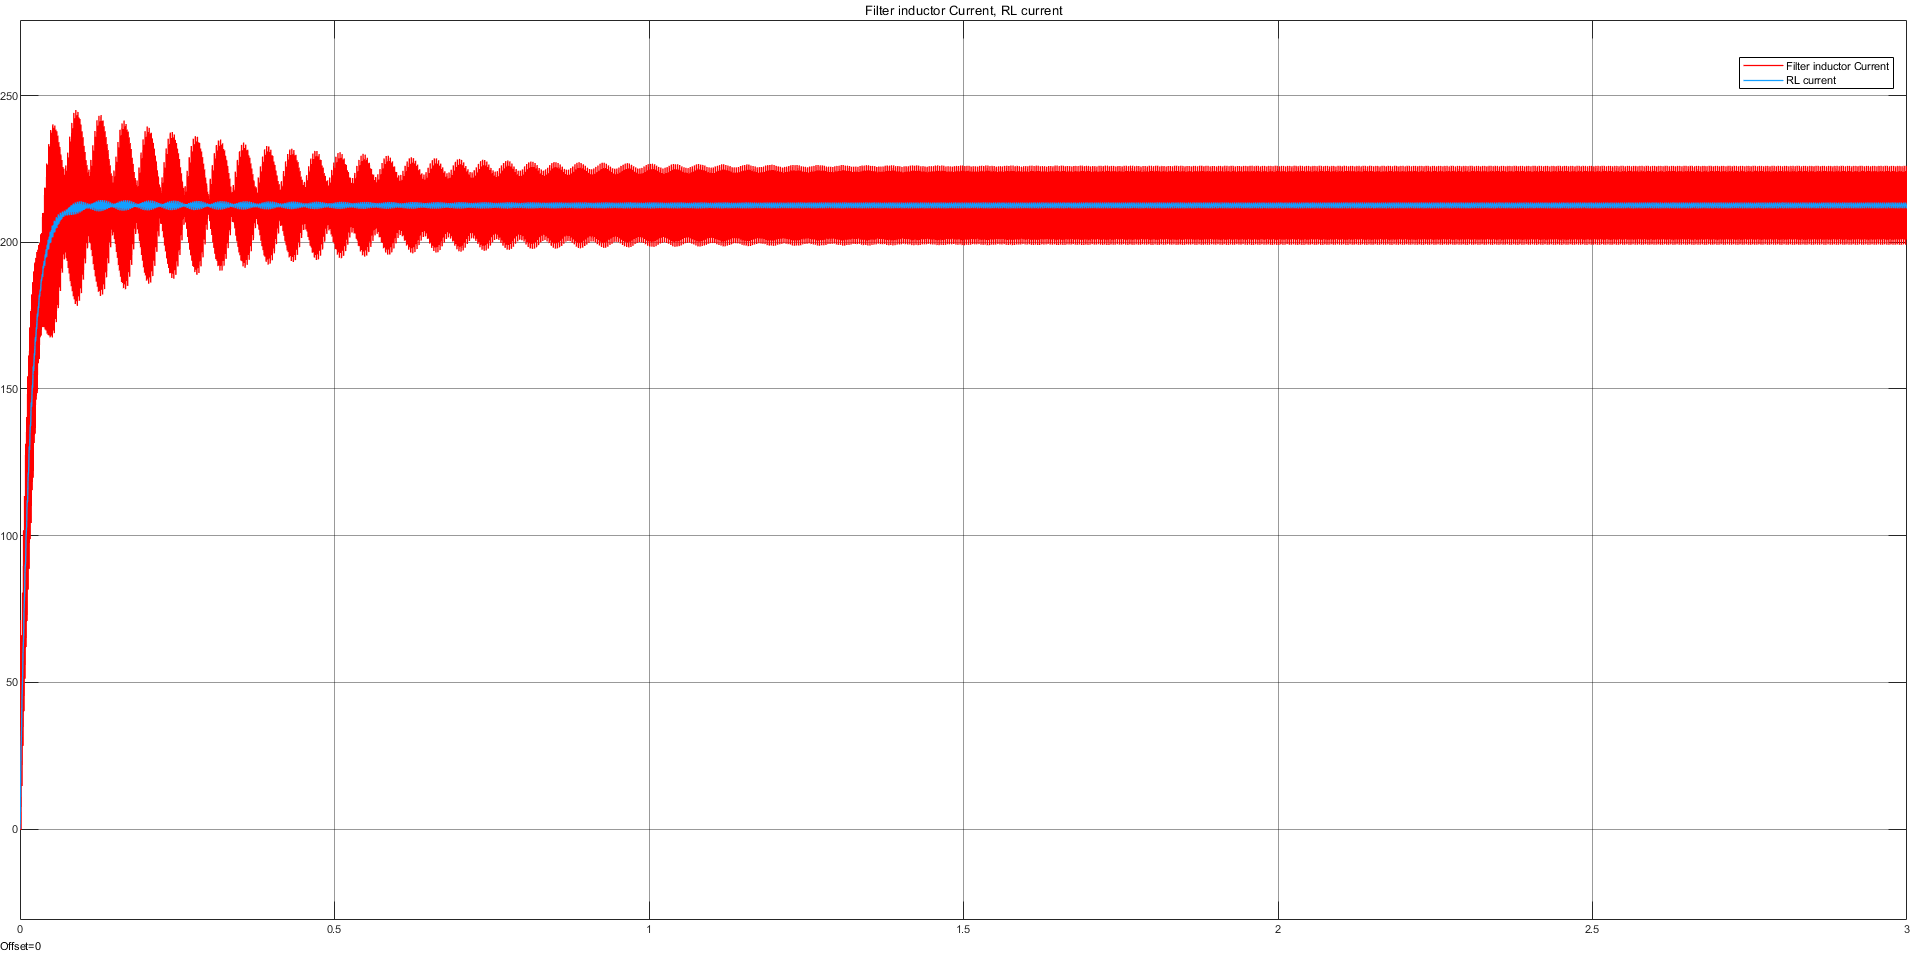 Filter inductor Current, RL current
Filter inductor Current
RL current
250
200
150
100
50
0
0 0.5 1 1.5 2 2.5 3
Offset=0